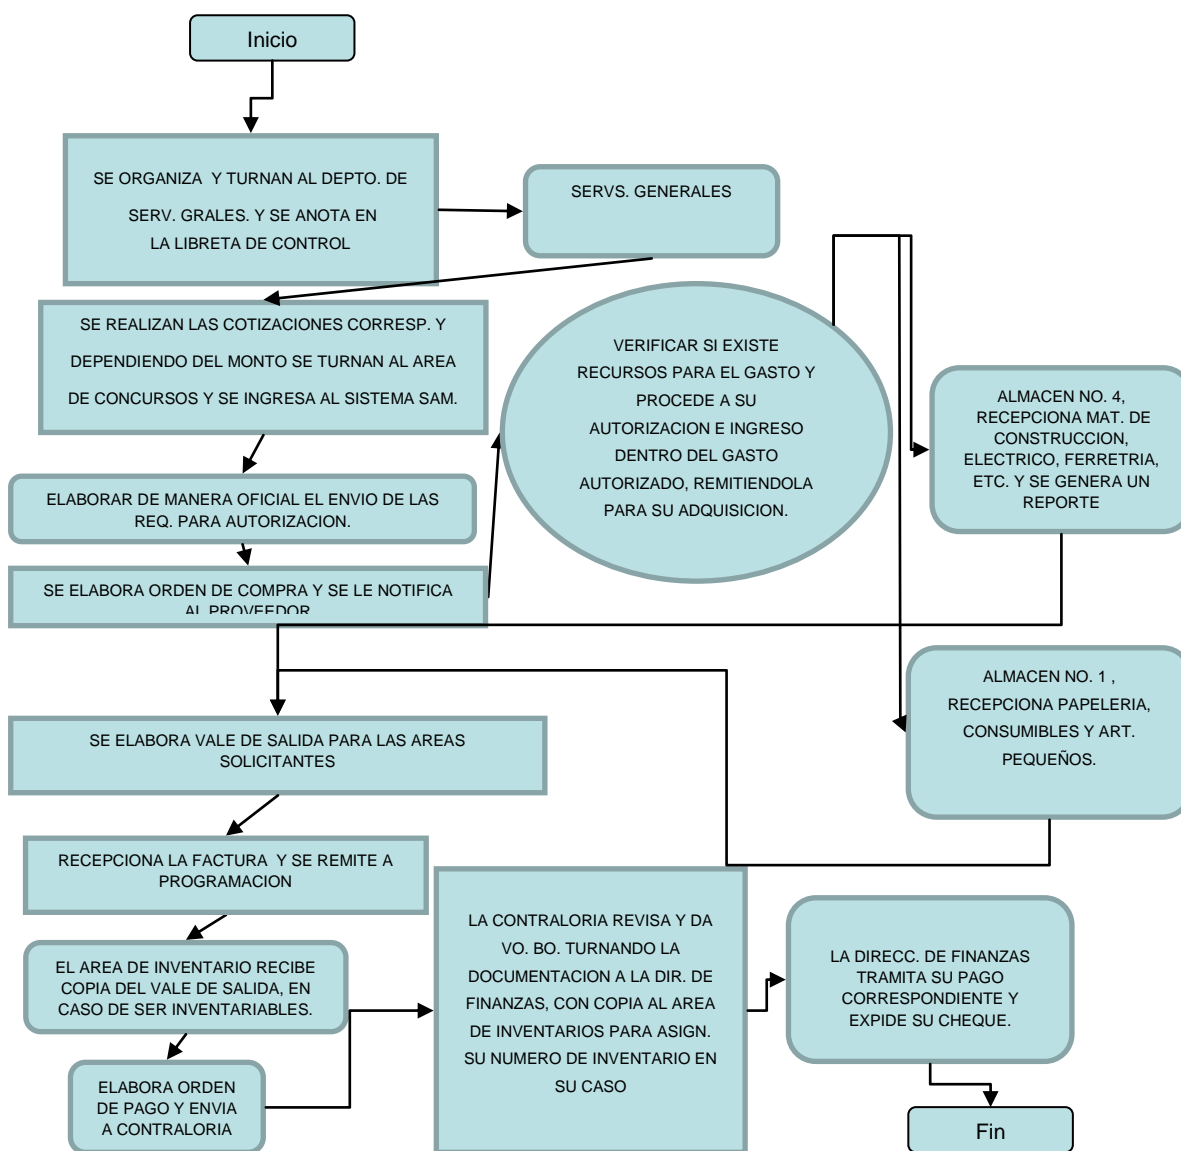 Inicio
SE ORGANIZA Y TURNAN AL DEPTO. DE
SERV. GRALES. Y SE ANOTA EN
LA LIBRETA DE CONTROL
SERVS. GENERALES
SE REALIZAN LAS COTIZACIONES CORRESP. Y
DEPENDIENDO DEL MONTO SE TURNAN AL AREA
DE CONCURSOS Y SE INGRESA AL SISTEMA SAM.
ELABORAR DE MANERA OFICIAL EL ENVIO DE LAS
REQ. PARA AUTORIZACION.
SE ELABORA ORDEN DE COMPRA Y SE LE NOTIFICA
AL PROVEEDOR
VERIFICAR SI EXISTE
RECURSOS PARA EL GASTO Y
PROCEDE A SU
AUTORIZACION E INGRESO
DENTRO DEL GASTO
AUTORIZADO, REMITIENDOLA
PARA SU ADQUISICION.
ALMACEN NO. 4,
RECEPCIONA MAT. DE
CONSTRUCCION,
ELECTRICO, FERRETRIA,
ETC. Y SE GENERA UN
REPORTE
ALMACEN NO. 1 ,
RECEPCIONA PAPELERIA,
CONSUMIBLES Y ART.
PEQUEÑOS.
SE ELABORA VALE DE SALIDA PARA LAS AREAS
SOLICITANTES
RECEPCIONA LA FACTURA Y SE REMITE A
PROGRAMACION
EL AREA DE INVENTARIO RECIBE
COPIA DEL VALE DE SALIDA, EN
CASO DE SER INVENTARIABLES.
ELABORA ORDEN
DE PAGO Y ENVIA
A CONTRALORIA
LA CONTRALORIA REVISA Y DA
VO. BO. TURNANDO LA
DOCUMENTACION A LA DIR. DE
FINANZAS, CON COPIA AL AREA
DE INVENTARIOS PARA ASIGN.
SU NUMERO DE INVENTARIO EN
SU CASO
LA DIRECC. DE FINANZAS
TRAMITA SU PAGO
CORRESPONDIENTE Y
EXPIDE SU CHEQUE.
Fin